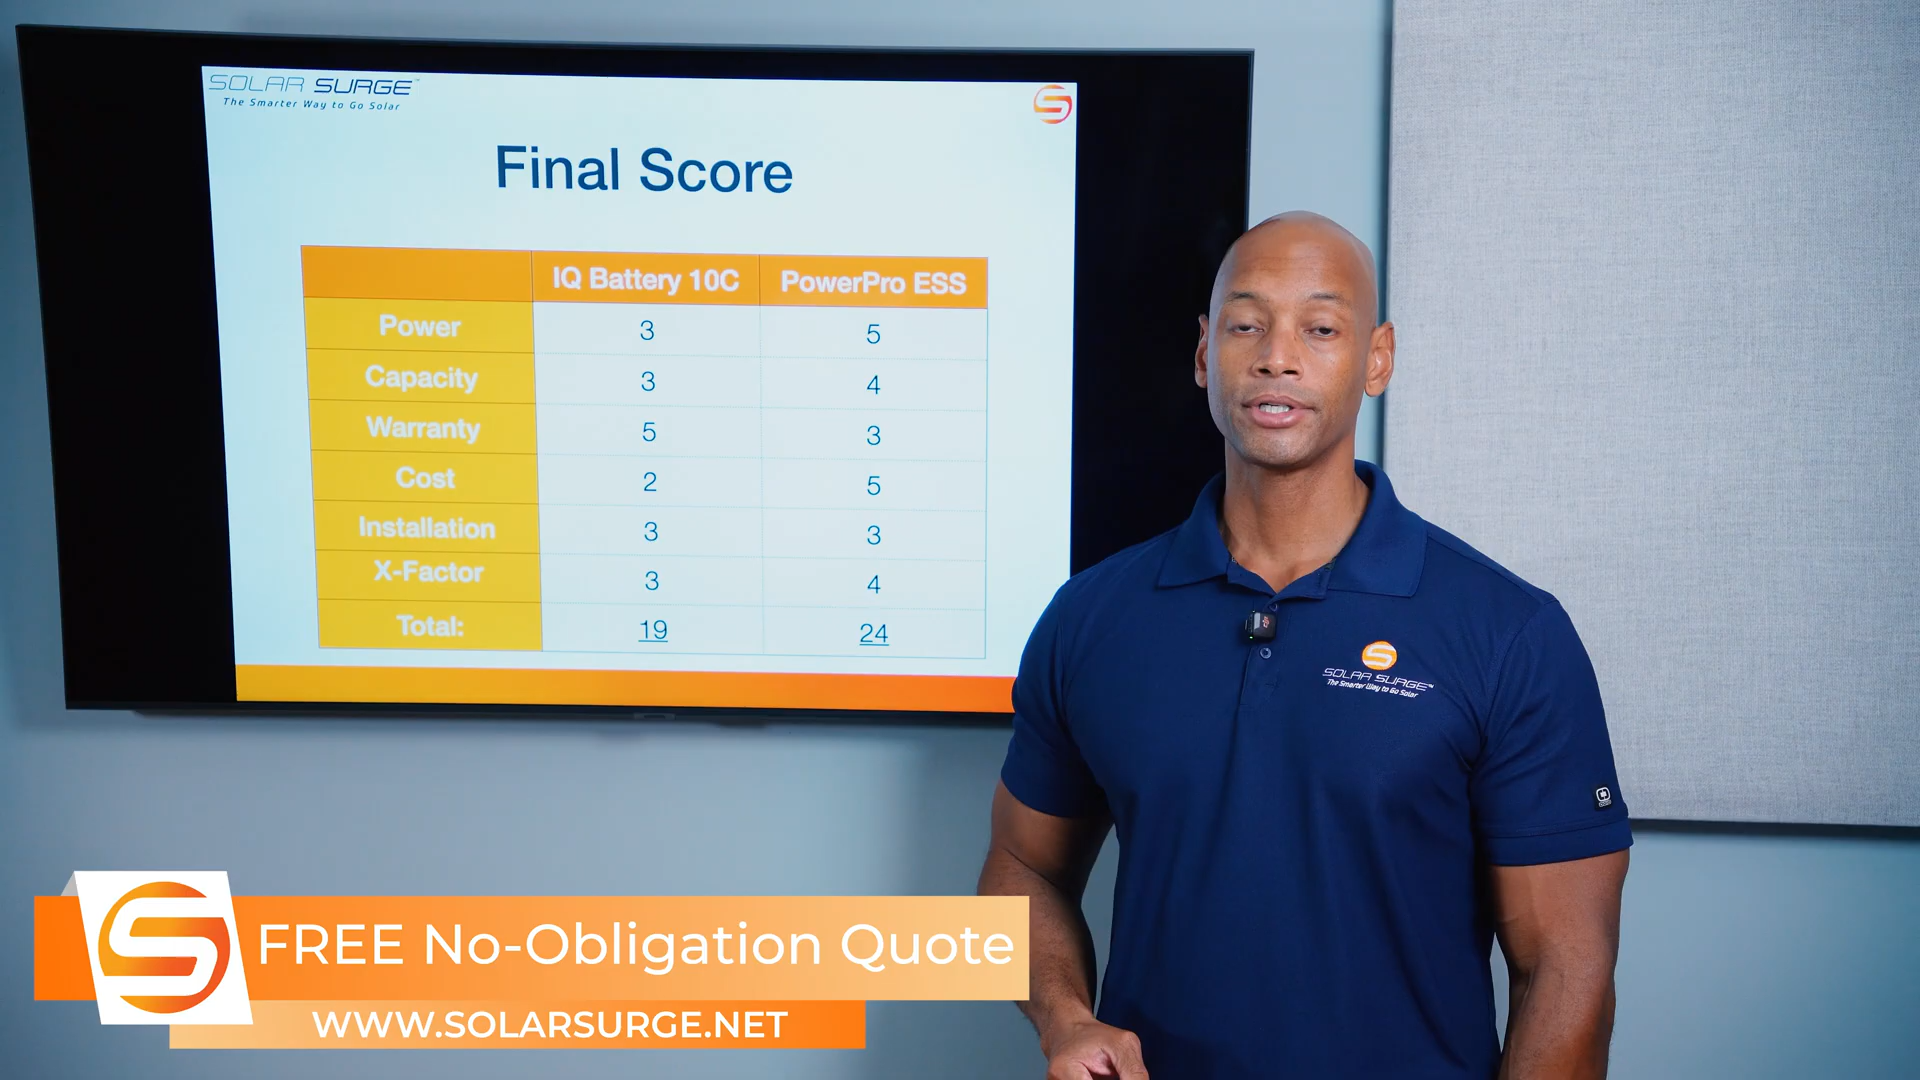 SOLAR SURGE™
The Smarter Way to Go Solar
Final Score
IQ Battery 10C PowerPro ESS
Power 3 5
Capacity 3 4
Warranty 5 3
Cost 2 5
Installation 3 3
X-Factor 3 4
Total: 19 24
SOLAR SURGE™
The Smarter Way to Go Solar
FREE No-Obligation Quote
WWW.SOLARSURGE.NET